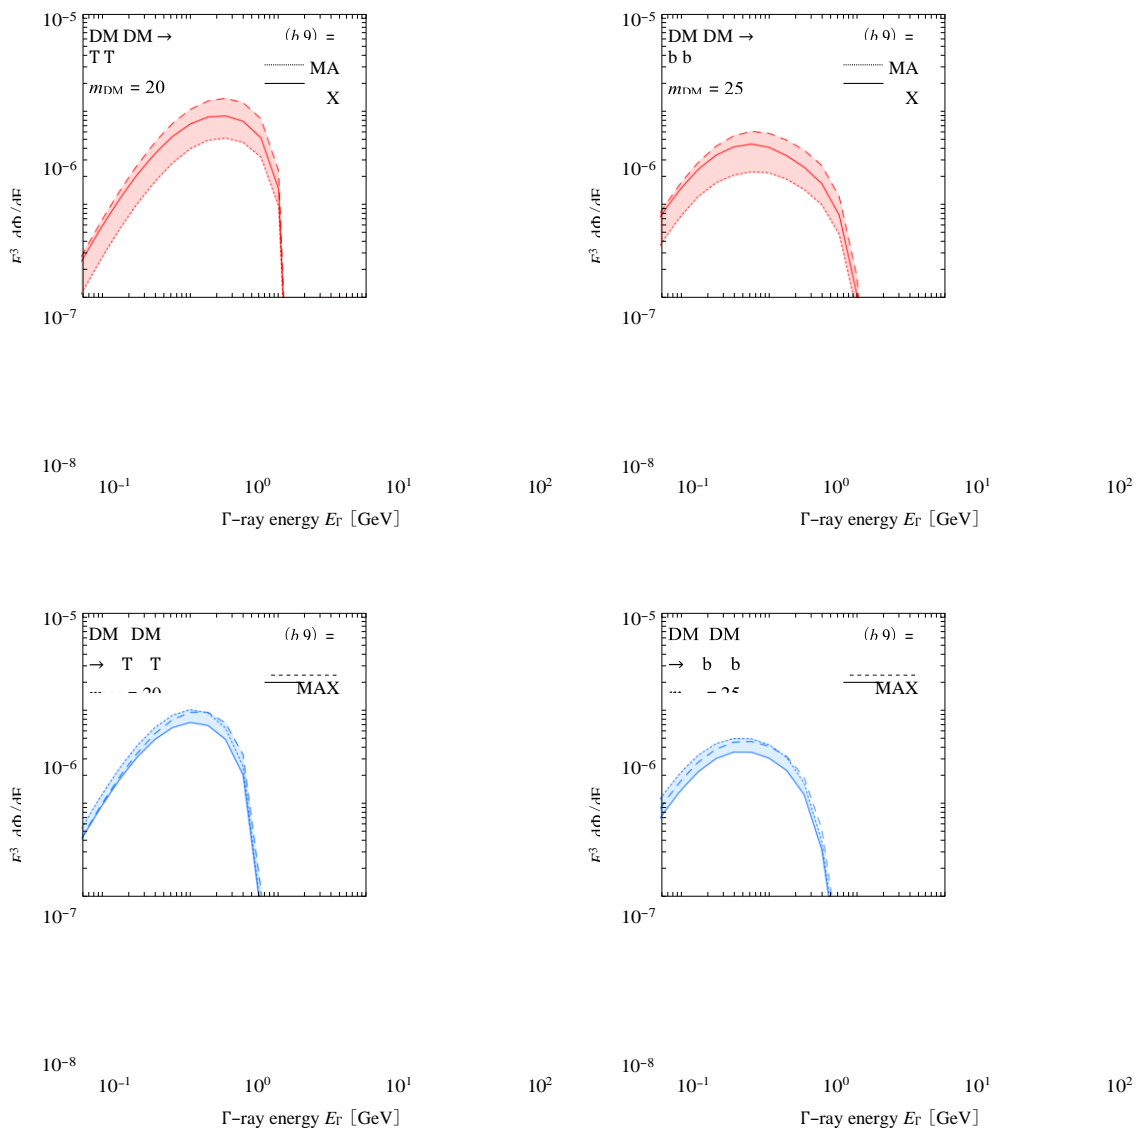 10⁻⁵
DM DM →
T T
m_DM = 20
MA
X
10⁻⁶
10⁻⁷
10⁻⁸
10⁻¹ 10⁰ 10¹ 10²
Γ−ray energy E_Γ [GeV]
10⁻⁵
DM DM →
b b
m_DM = 25
MA
X
10⁻⁶
10⁻⁷
10⁻⁸
10⁻¹ 10⁰ 10¹ 10²
Γ−ray energy E_Γ [GeV]
10⁻⁵
DM DM
→ T T
MAX
10⁻⁶
10⁻⁷
10⁻⁸
10⁻¹ 10⁰ 10¹ 10²
Γ−ray energy E_Γ [GeV]
10⁻⁵
DM DM
→ b b
MAX
10⁻⁶
10⁻⁷
10⁻⁸
10⁻¹ 10⁰ 10¹ 10²
Γ−ray energy E_Γ [GeV]